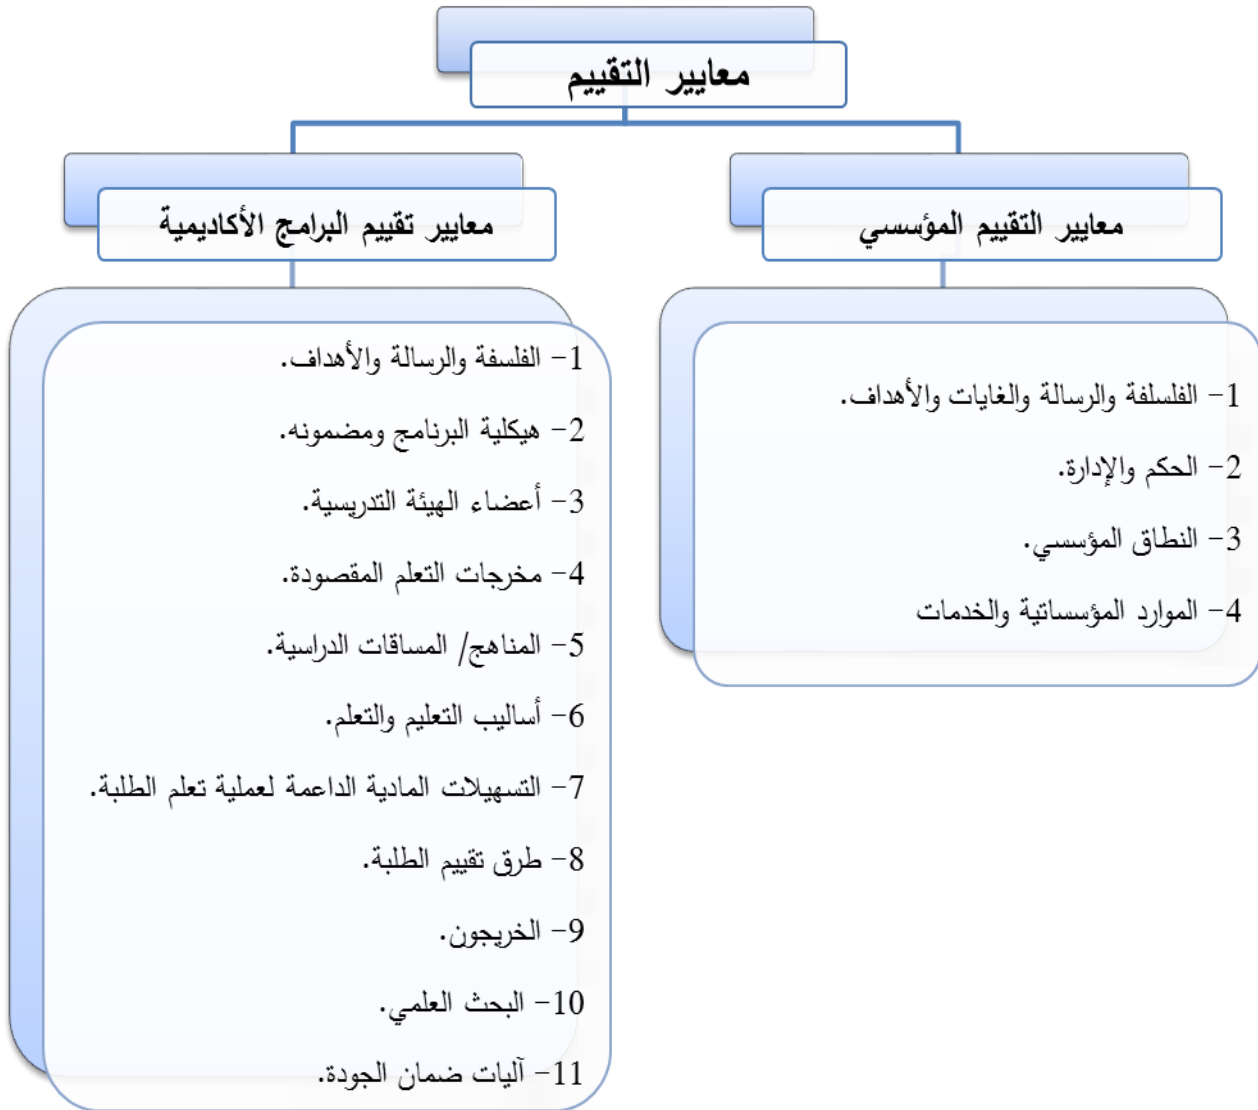 معايير التقييم
معايير التقييم المؤسسي
1- الفلسلفة والرسالة والغايات والأهداف.
2- الحكم والإدارة.
3- النطاق المؤسسي.
4- الموارد المؤسساتية والخدمات
معايير تقييم البرامج الأكاديمية
1- الفلسفة والرسالة والأهداف.
2- هيكلية البرنامج ومضمونه.
3- أعضاء الهيئة التدريسية.
4- مخرجات التعلم المقصودة.
5- المناهج/ المساقات الدراسية.
6- أساليب التعليم والتعلم.
7- التسهيلات المادية الداعمة لعملية تعلم الطلبة.
8- طرق تقييم الطلبة.
9- الخريجون.
10- البحث العلمي.
11- آليات ضمان الجودة.